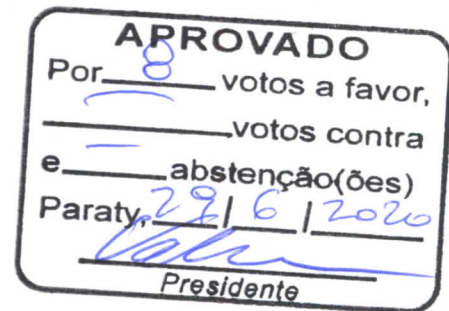 APROVADO
Por 8 votos a favor,
— votos contra
e — abstenção(ões)
Paraty, 29 / 6 / 2020
Presidente